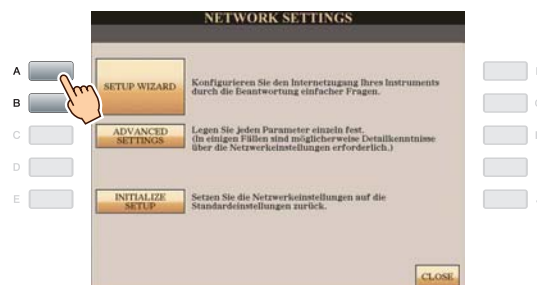 NETWORK SETTINGS
A
B
C
D
E
SETUP WIZARD
Konfigurieren Sie den Internetzugang Ihres Instruments
durch die Beantwortung einfacher Fragen.
ADVANCED
SETTINGS
Legen Sie jeden Parameter einzeln fest.
(In einigen Fällen sind möglicherweise Detailkenntnisse
über die Netzwerkeinstellungen erforderlich.)
INITIALIZE
SETUP
Setzen Sie die Netzwerkeinstellungen auf die
Standardeinstellungen zurück.
CLOSE